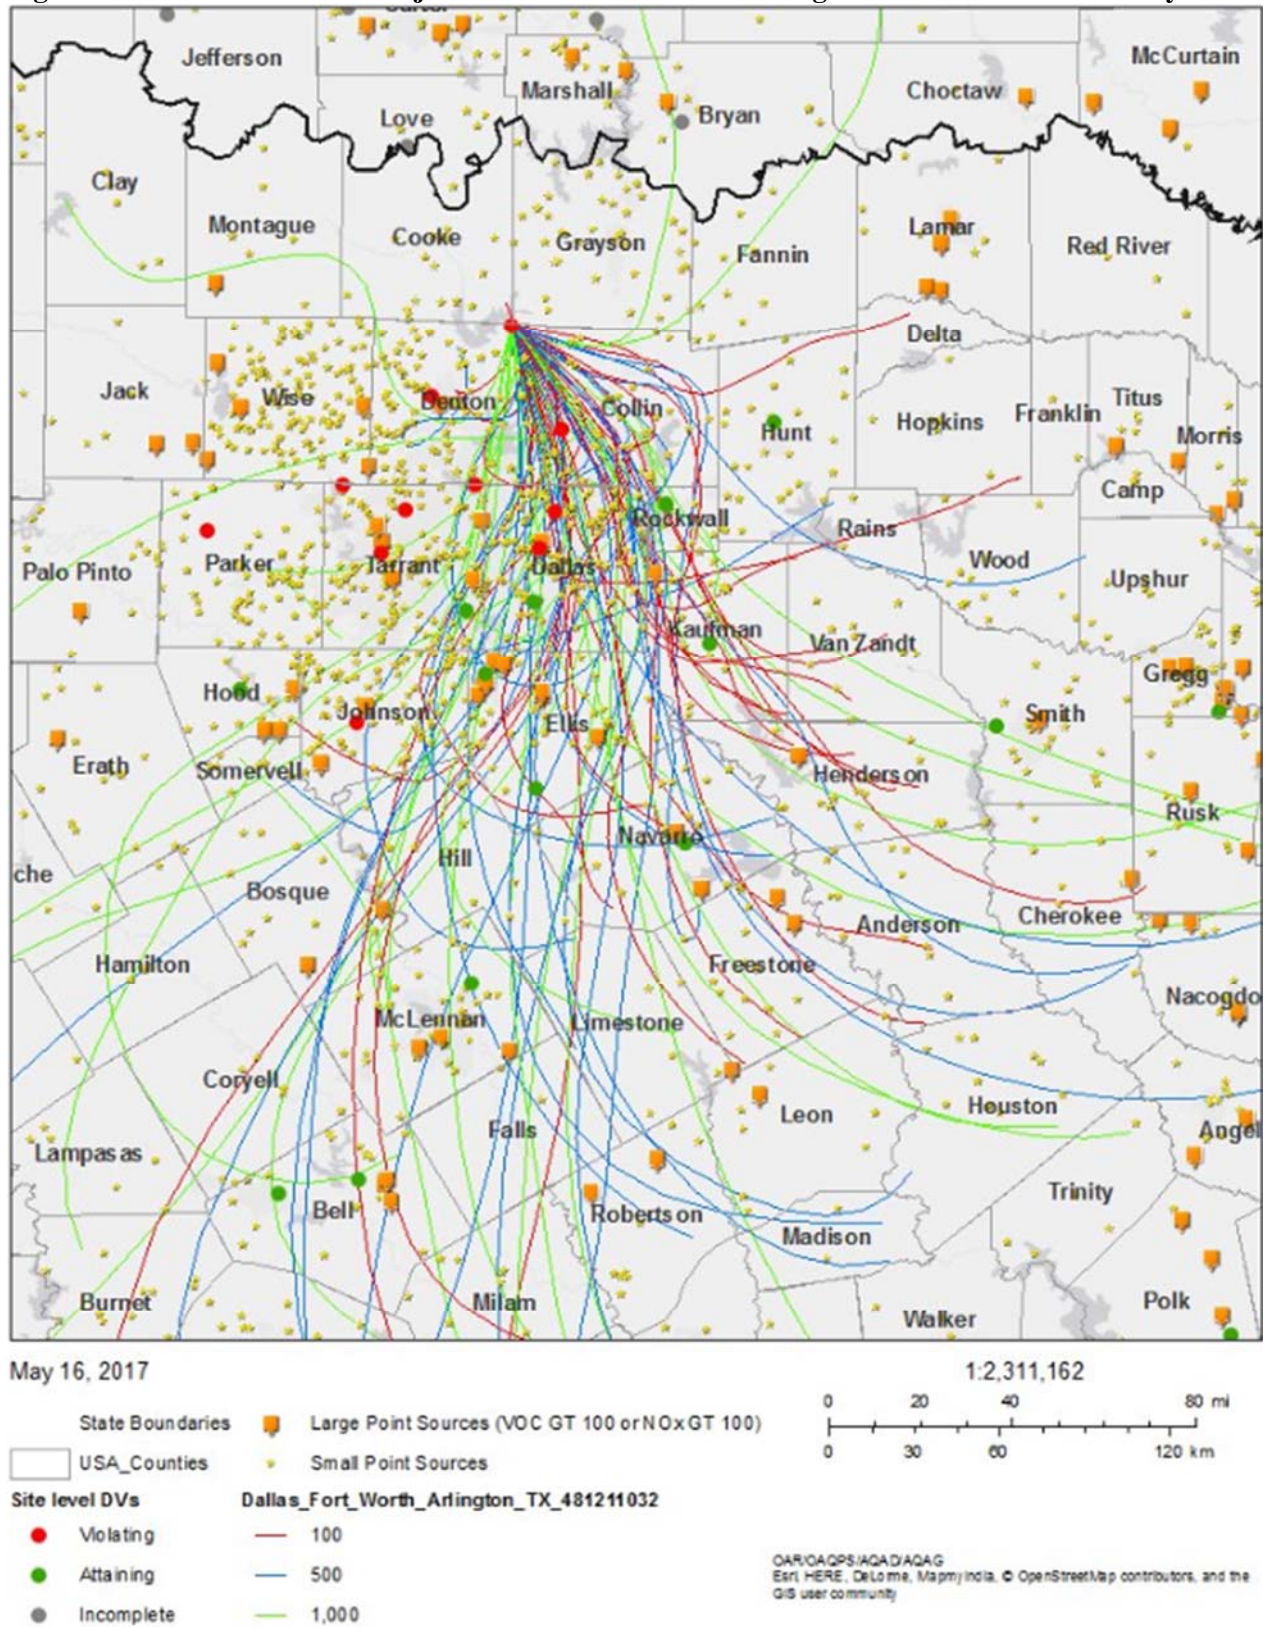 Jefferson
McCurtain
Marshall
Choctaw
Love
Bryan
Clay
Montague
Cooke
Grayson
Lamar
Fannin
Red River
Delta
Jack
Wise
Denton
Collin
Hunt
Hopkins
Franklin
Titus
Morris
Camp
Rockwall
Rains
Wood
Palo Pinto
Parker
Tarrant
Dallas
Upshur
Kaufman
Van Zandt
Gregg
Hood
Johnson
Ellis
Smith
Erath
Somervell
Henderson
Rusk
Navarro
Hill
che
Bosque
Anderson
Cherokee
Hamilton
Freestone
Nacogdo
McLennan
Limestone
Coryell
Leon
Houston
Falls
Angel
Lampasas
Bell
Robertson
Trinity
Madison
Burnet
Milam
Walker
Polk
May 16, 2017
1:2,311,162
0 20 40 80 mi
0 30 60 120 km
State Boundaries
Large Point Sources (VOC GT 100 or NOx GT 100)
USA_Counties
Small Point Sources
Site level DVs
Dallas_Fort_Worth_Arlington_TX_481211032
Violating
100
Attaining
500
Incomplete
1,000
OAR/OAQPS/AQAD/AQAG
Esri, HERE, DeLorme, MapmyIndia, © OpenStreetMap contributors, and the
GIS user community